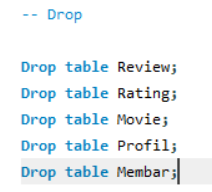 -- Drop
Drop table Review;
Drop table Rating;
Drop table Movie;
Drop table Profil;
Drop table Membar;